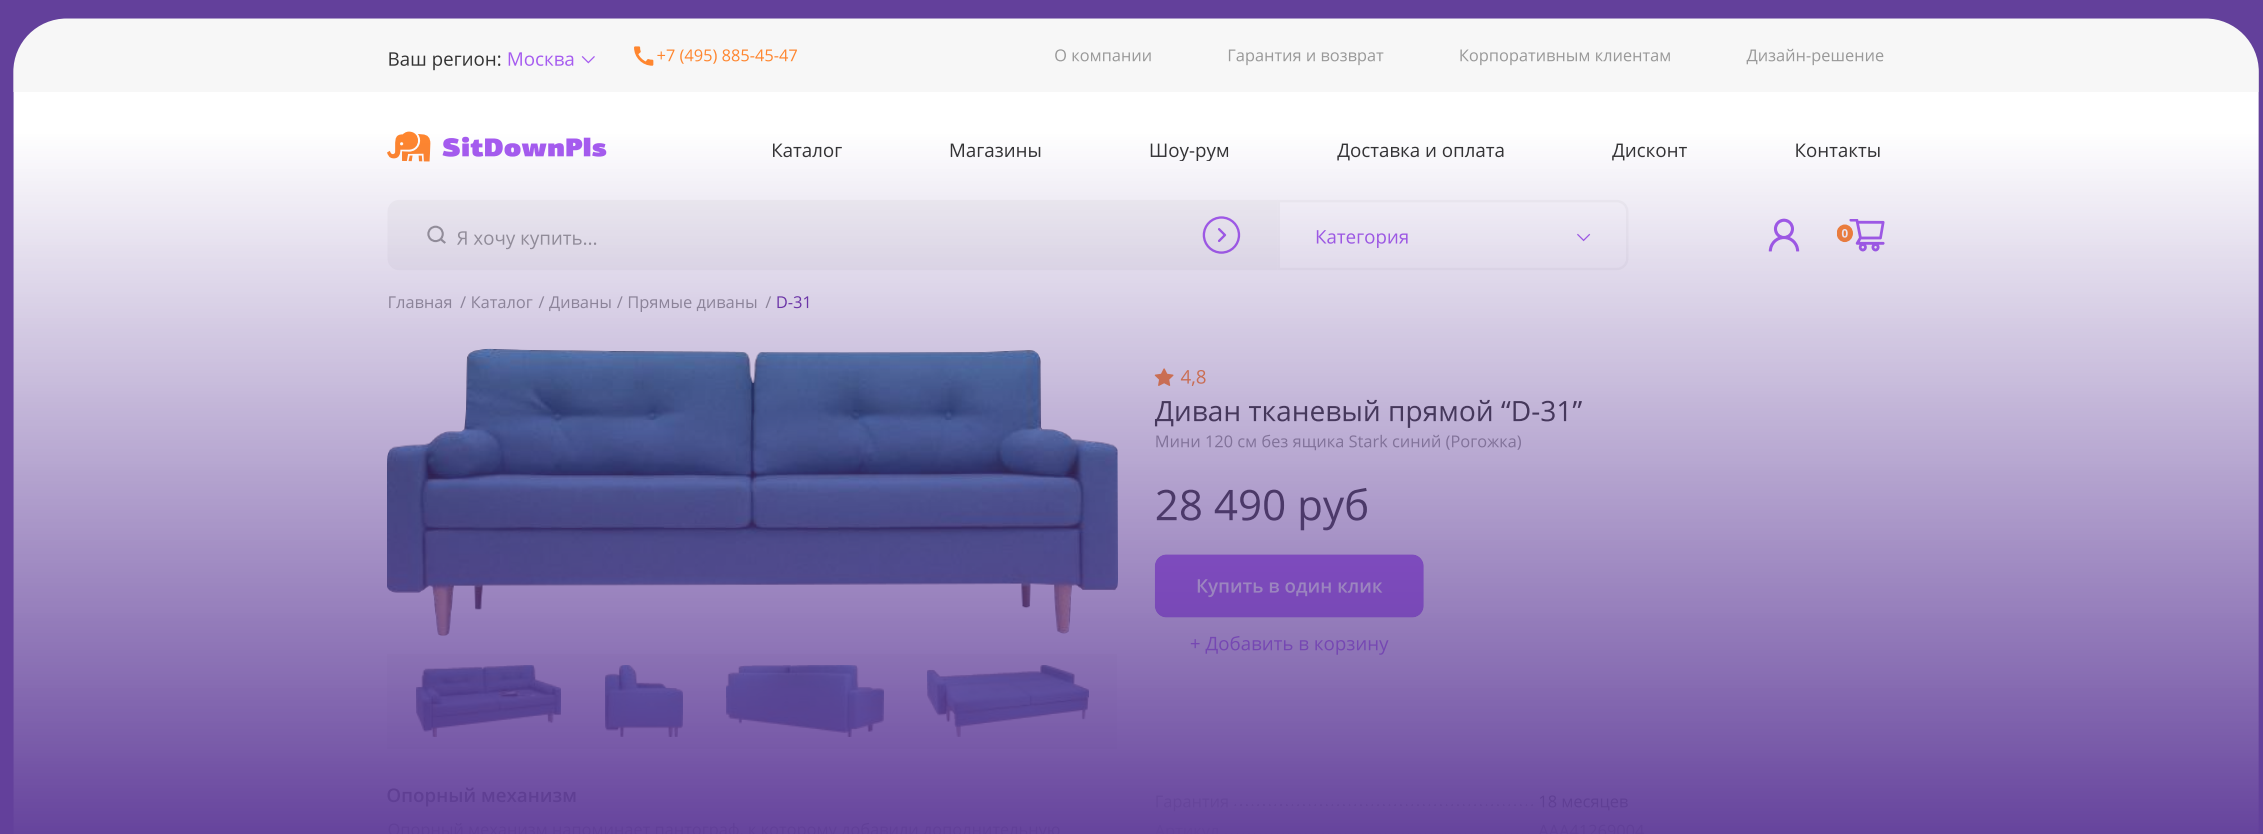 Ваш регион: Москва
+7 (495) 885-45-47
О компании
Гарантия и возврат
Корпоративным клиентам
Дизайн-решение
SitDownPls
Каталог
Магазины
Шоу-рум
Доставка и оплата
Дисконт
Контакты
Я хочу купить...
Категория
0
Главная / Каталог / Диваны / Прямые диваны / D-31
4,8
Диван тканевый прямой “D-31”
Мини 120 см без ящика Stark синий (Рогожка)
28 490 руб
Купить в один клик
+ Добавить в корзину
Опорный механизм
Гарантия 18 месяцев